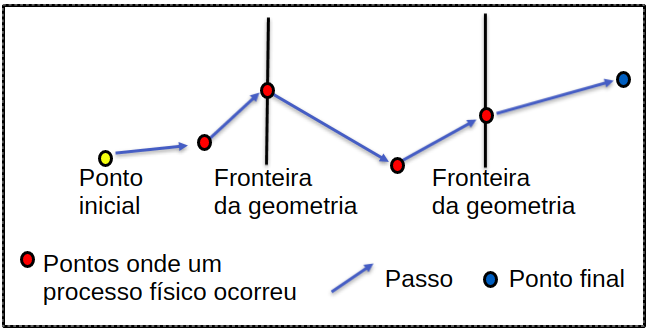 Ponto
inicial
Fronteira
da geometria
Fronteira
da geometria
Pontos onde um
processo físico ocorreu
Passo
Ponto final